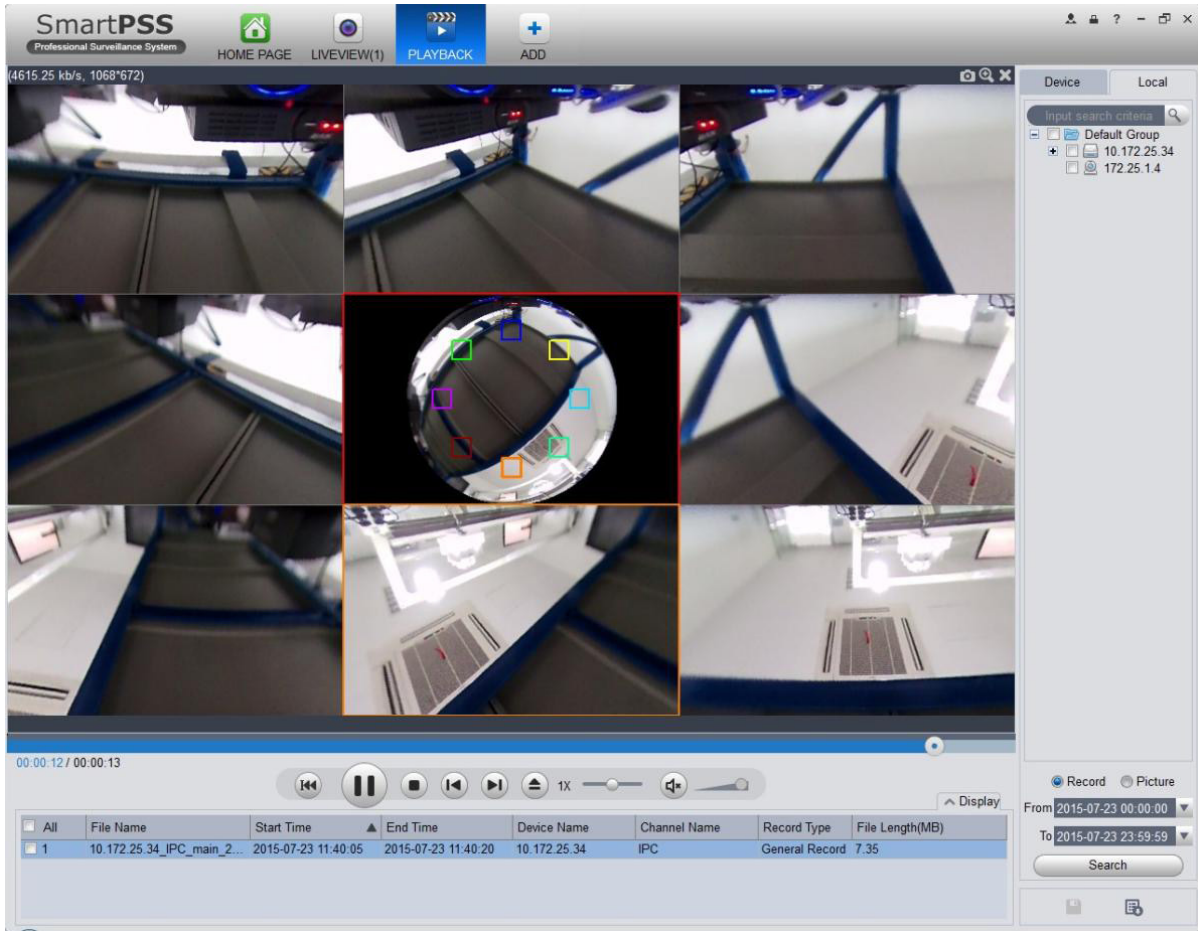 SmartPSS
Professional Surveillance System
HOME PAGE
LIVEVIEW(1)
PLAYBACK
ADD
?
(4615.25 kb/s, 1068*672)
Device
Local
Input search criteria
Default Group
10.172.25.34
172.25.1.4
00:00:12 / 00:00:13
1X
Display
Record
Picture
From 2015-07-23 00:00:00
To 2015-07-23 23:59:59
Search
All File Name Start Time End Time Device Name Channel Name Record Type File Length(MB)
1 10.172.25.34_IPC_main_2... 2015-07-23 11:40:05 2015-07-23 11:40:20 10.172.25.34 IPC General Record 7.35